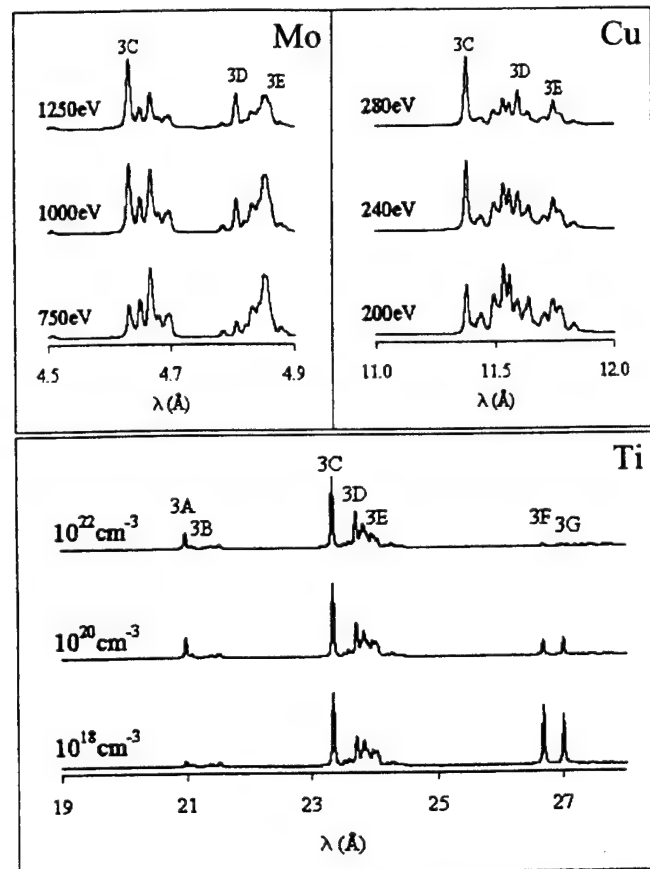 Mo
3C
3D
3E
1250eV
1000eV
750eV
4.5 4.7 4.9
λ (Å)
Cu
3C
3D
3E
280eV
240eV
200eV
11.0 11.5 12.0
λ (Å)
Ti
3C
3A
3B
3D
3E
3F
3G
10²²cm⁻³
10²⁰cm⁻³
10¹⁸cm⁻³
19 21 23 25 27
λ (Å)